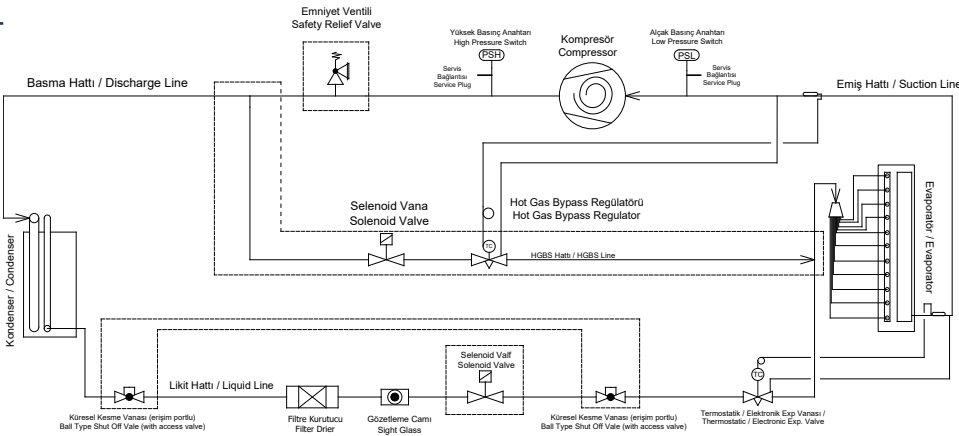 Emniyet Ventili
Safety Relief Valve
Yüksek Basınç Anahtarı
High Pressure Switch
PSH
Servis
Bağlantısı
Service Plug
Kompresör
Compressor
Alçak Basınç Anahtarı
Low Pressure Switch
PSL
Servis
Bağlantısı
Service Plug
Basma Hattı / Discharge Line
Emiş Hattı / Suction Line
Selenoid Vana
Solenoid Valve
Hot Gas Bypass Regülatörü
Hot Gas Bypass Regulator
TC
HGBS Hattı / HGBS Line
Evaporatör / Evaporator
Kondenser / Condenser
Likit Hattı / Liquid Line
Selenoid Valf
Solenoid Valve
TC
Küresel Kesme Vanası (erişim portlu)
Ball Type Shut Off Vale (with access valve)
Filtre Kurutucu
Filter Drier
Gözetleme Camı
Sight Glass
Küresel Kesme Vanası (erişim portlu)
Ball Type Shut Off Vale (with access valve)
Termostatik / Elektronik Exp Vanası /
Thermostatic / Electronic Exp. Valve